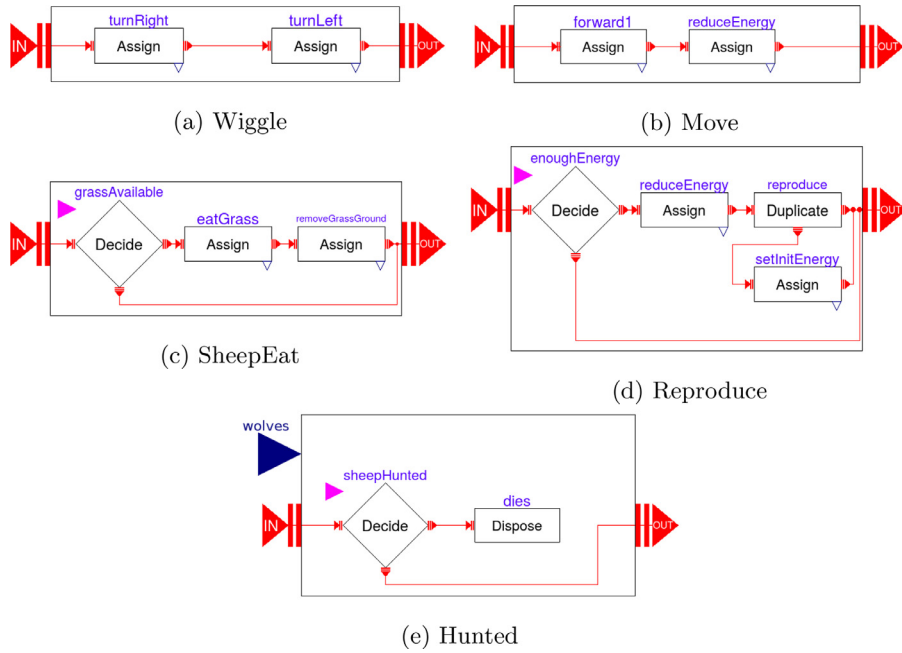 turnRight
turnLeft
IN
Assign
Assign
OUT
(a) Wiggle
forward1
reduceEnergy
IN
Assign
Assign
OUT
(b) Move
grassAvailable
eatGrass
removeGrassGround
IN
Decide
Assign
Assign
OUT
(c) SheepEat
enoughEnergy
reduceEnergy
reproduce
IN
Decide
Assign
Duplicate
OUT
setInitEnergy
Assign
(d) Reproduce
wolves
sheepHunted
dies
IN
Decide
Dispose
OUT
(e) Hunted